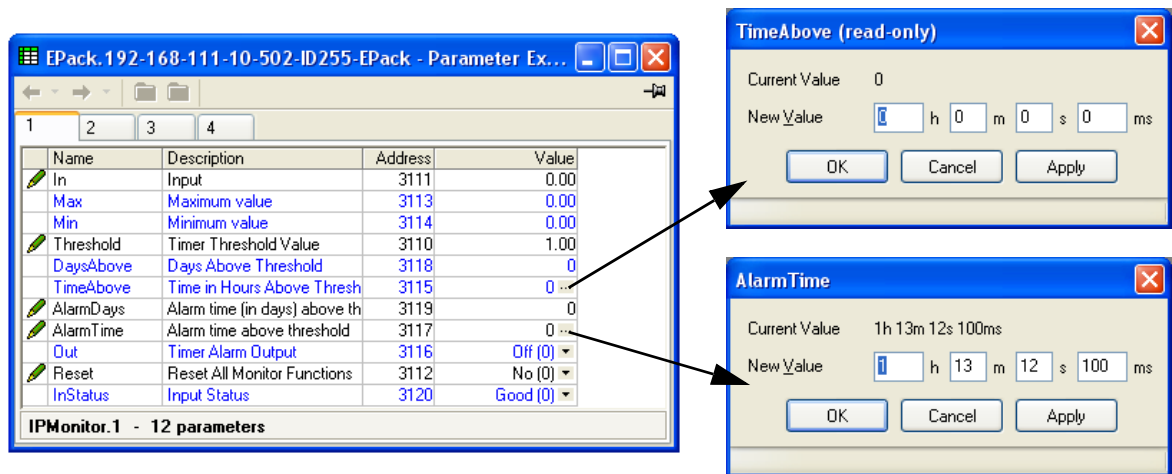 EPack.192-168-111-10-502-ID255-EPack - Parameter Ex...
1 2 3 4
Name Description Address Value
In Input 3111 0.00
Max Maximum value 3113 0.00
Min Minimum value 3114 0.00
Threshold Timer Threshold Value 3110 1.00
DaysAbove Days Above Threshold 3118 0
TimeAbove Time in Hours Above Thresh 3115 0 ...
AlarmDays Alarm time (in days) above th 3119 0
AlarmTime Alarm time above threshold 3117 0 ...
Out Timer Alarm Output 3116 Off (0)
Reset Reset All Monitor Functions 3112 No (0)
InStatus Input Status 3120 Good (0)
IPMonitor.1 - 12 parameters
TimeAbove (read-only)
Current Value 0
New Value 0 h 0 m 0 s 0 ms
OK Cancel Apply
AlarmTime
Current Value 1h 13m 12s 100ms
New Value 1 h 13 m 12 s 100 ms
OK Cancel Apply